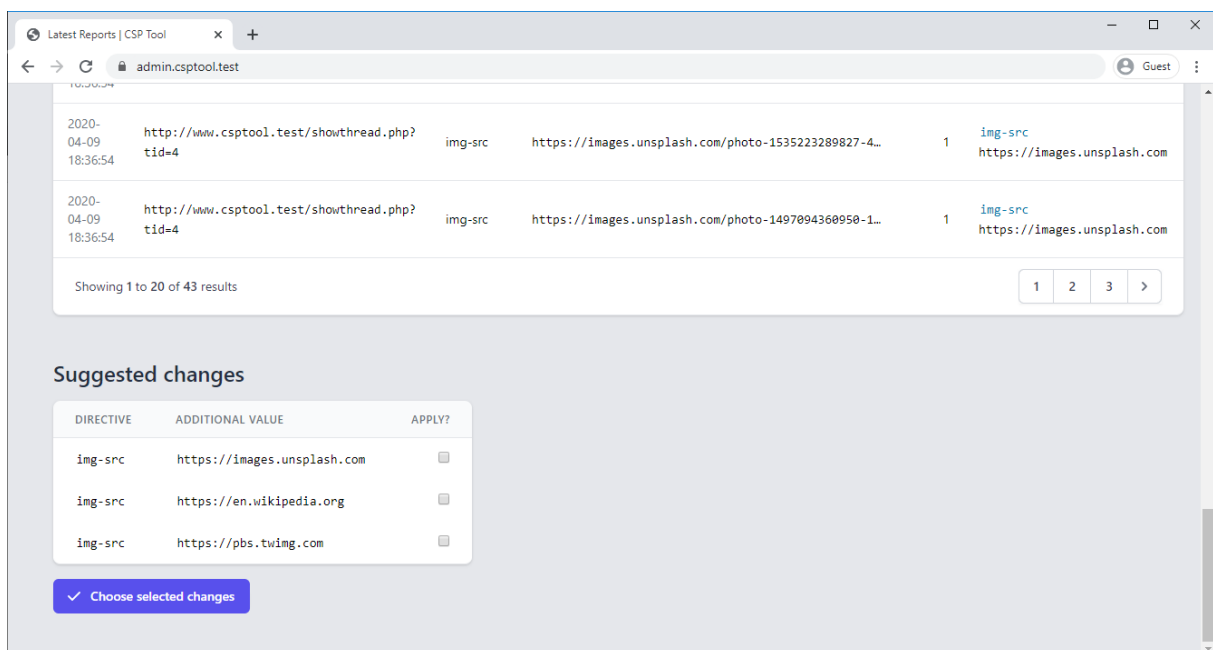 Latest Reports | CSP Tool
admin.csptool.test
Guest
18:36:54
2020-
04-09
18:36:54
http://www.csptool.test/showthread.php?
tid=4
img-src
https://images.unsplash.com/photo-1535223289827-4…
1
img-src
https://images.unsplash.com
2020-
04-09
18:36:54
http://www.csptool.test/showthread.php?
tid=4
img-src
https://images.unsplash.com/photo-1497094360950-1…
1
img-src
https://images.unsplash.com
Showing 1 to 20 of 43 results
1 2 3
Suggested changes
DIRECTIVE ADDITIONAL VALUE APPLY?
img-src https://images.unsplash.com
img-src https://en.wikipedia.org
img-src https://pbs.twimg.com
Choose selected changes